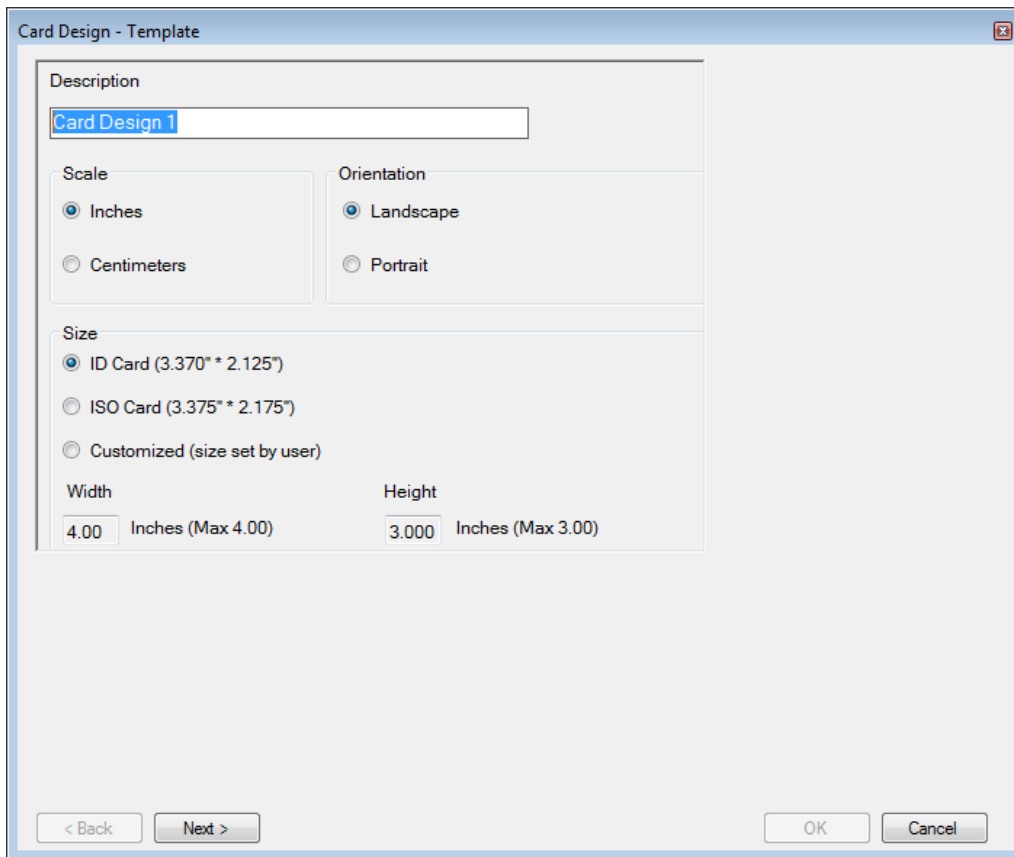 Card Design - Template
Description
Card Design 1
Scale
Orientation
Inches
Landscape
Centimeters
Portrait
Size
ID Card (3.370" * 2.125")
ISO Card (3.375" * 2.175")
Customized (size set by user)
Width
Height
4.00 Inches (Max 4.00)
3.000 Inches (Max 3.00)
< Back
Next >
OK
Cancel